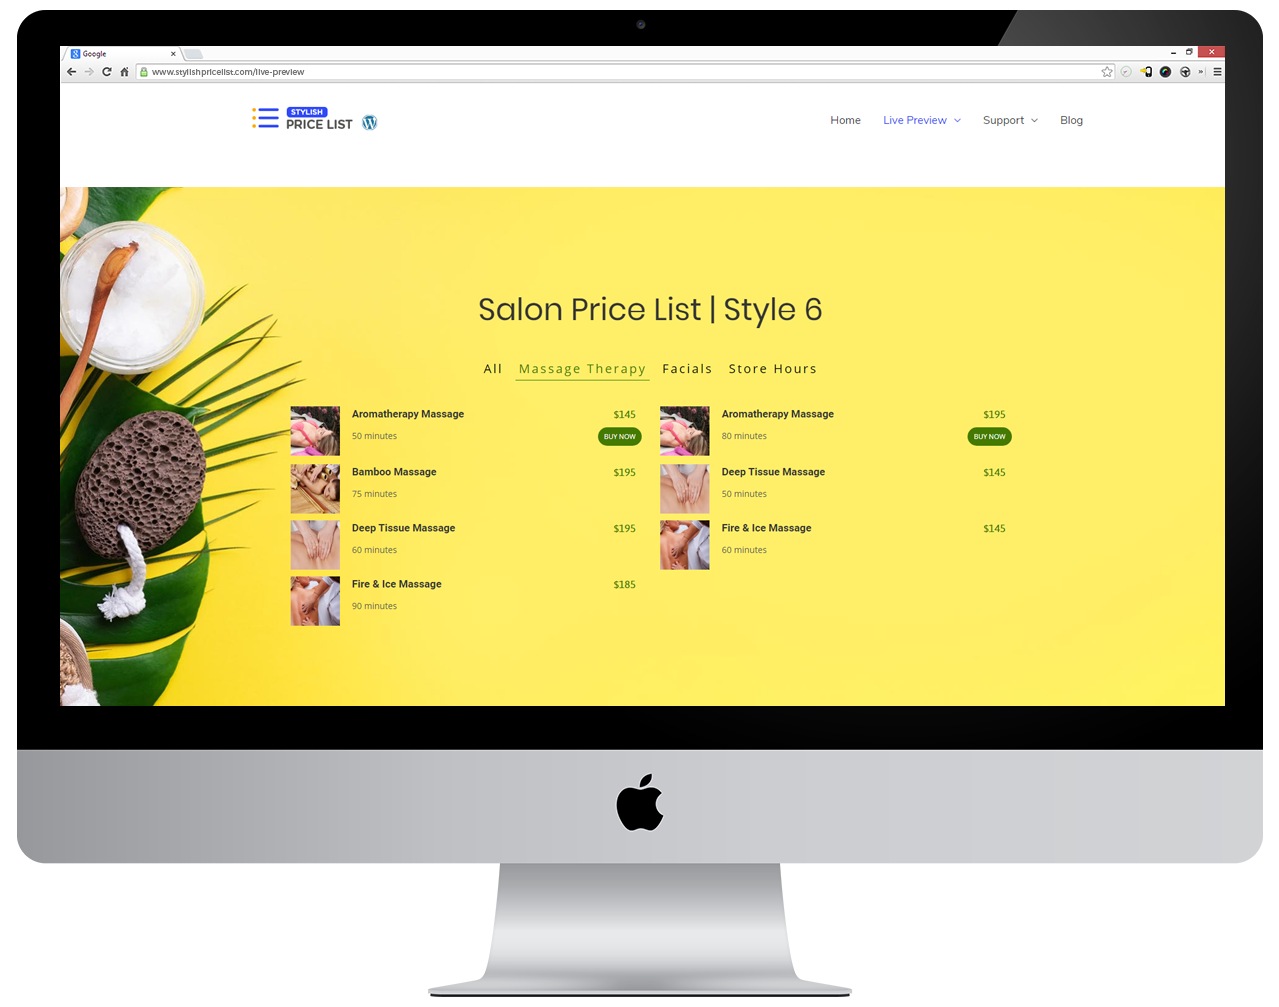 Google
www.stylishpricelist.com/live-preview
STYLISH
PRICE LIST
Home Live Preview Support Blog
Salon Price List | Style 6
All Massage Therapy Facials Store Hours
Aromatherapy Massage $145
50 minutes BUY NOW
Bamboo Massage $195
75 minutes
Deep Tissue Massage $195
60 minutes
Fire & Ice Massage $185
90 minutes
Aromatherapy Massage $195
80 minutes BUY NOW
Deep Tissue Massage $145
50 minutes
Fire & Ice Massage $145
60 minutes